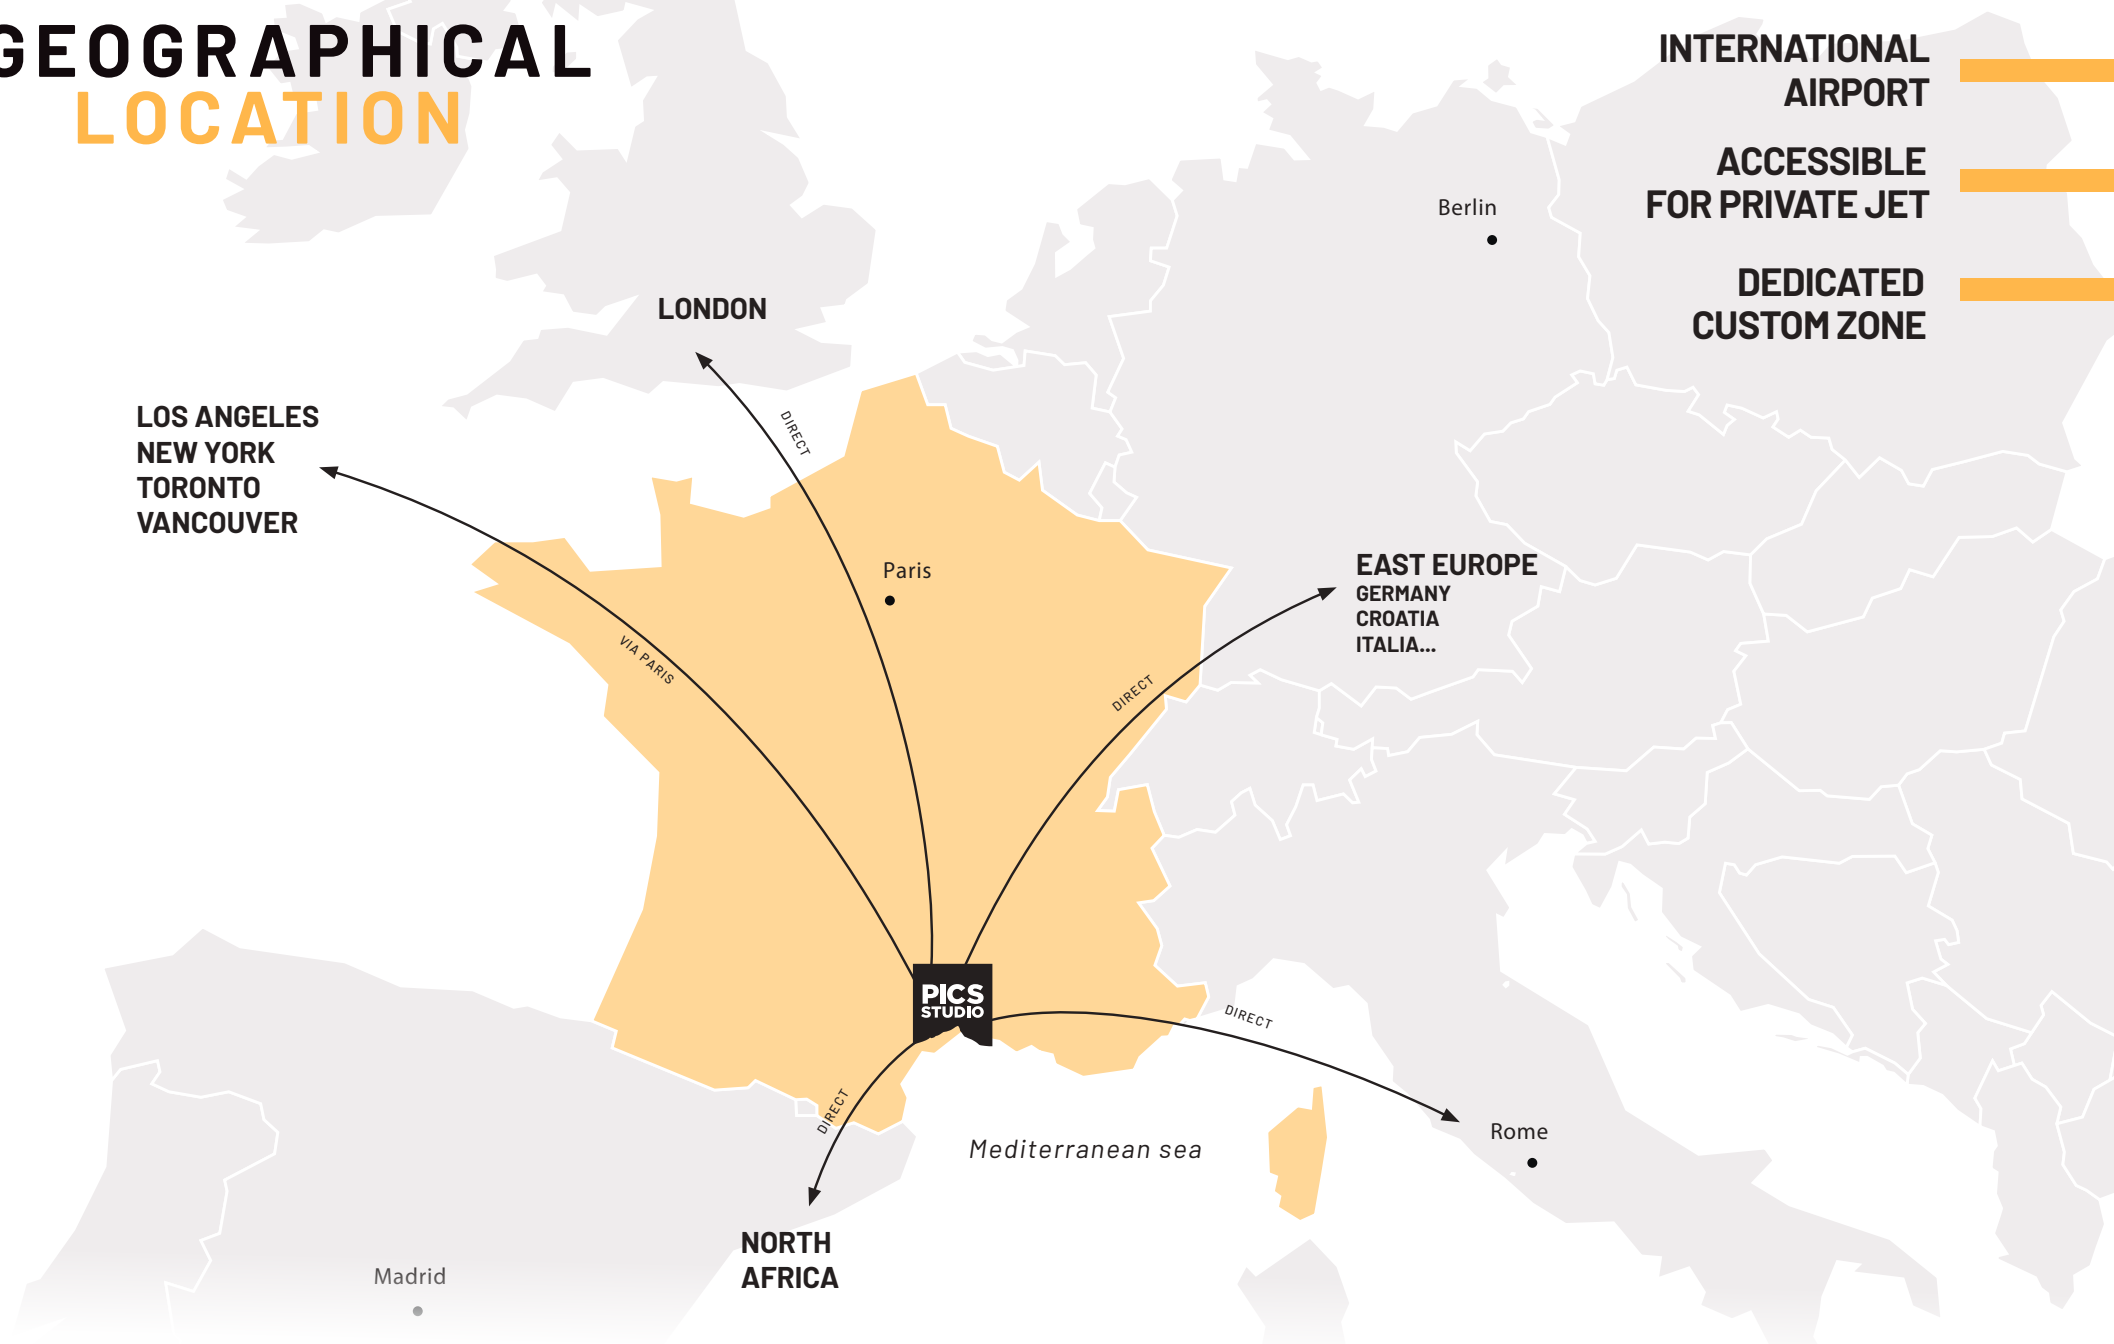 GEOGRAPHICAL
LOCATION
INTERNATIONAL
AIRPORT
ACCESSIBLE
FOR PRIVATE JET
DEDICATED
CUSTOM ZONE
Berlin
LONDON
DIRECT
LOS ANGELES
NEW YORK
TORONTO
VANCOUVER
VIA PARIS
Paris
EAST EUROPE
GERMANY
CROATIA
ITALIA...
DIRECT
PICS
STUDIO
DIRECT
DIRECT
Mediterranean sea
Rome
NORTH
AFRICA
Madrid